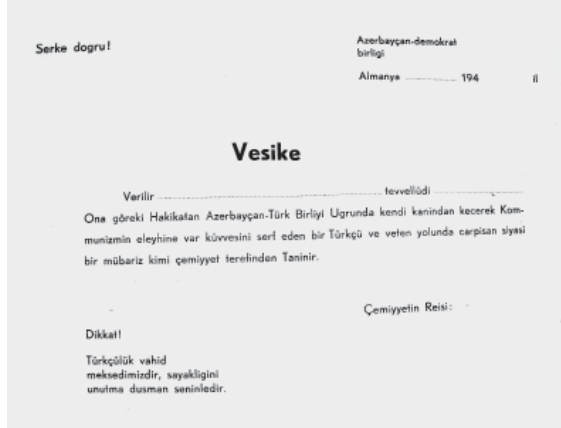 Serke dogru!
Azerbayçan-demokrat
birligi
Almanya 194 il
Vesike
Verilir tevvellüdi
Ona göreki Hakikatan Azerbayçan-Türk Birliyi Ugrunda kendi kanindan kecerek Kom-
munizmin eleyhine var küvvesini serf eden bir Türkçü ve veten yolunda carpisan siyasi
bir mübariz kimi çemiyyet terefinden Taninir.
Çemiyyetin Reisi:
Dikkat!
Türkçülük vahid
meksedimizdir, sayakligini
unutma dusman seninledir.